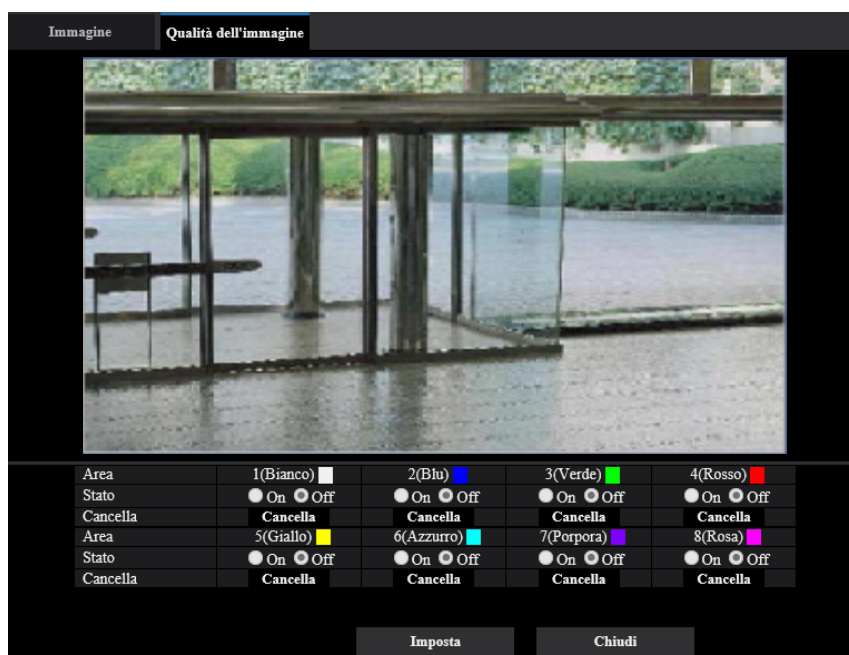 Immagine Qualità dell'immagine
Area 1(Bianco) 2(Blu) 3(Verde) 4(Rosso)
Stato On Off On Off On Off On Off
Cancella Cancella Cancella Cancella Cancella
Area 5(Giallo) 6(Azzurro) 7(Porpora) 8(Rosa)
Stato On Off On Off On Off On Off
Cancella Cancella Cancella Cancella Cancella
Imposta Chiudi